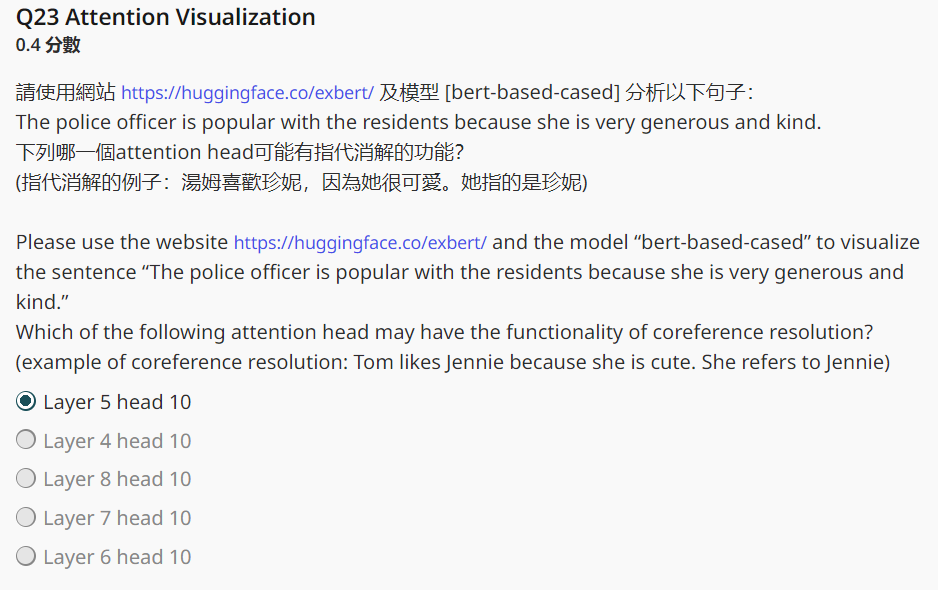 Q23 Attention Visualization
0.4 分數
請使用網站 https://huggingface.co/exbert/ 及模型 [bert-based-cased] 分析以下句子：
The police officer is popular with the residents because she is very generous and kind.
下列哪一個attention head可能有指代消解的功能？
(指代消解的例子：湯姆喜歡珍妮，因為她很可愛。她指的是珍妮)
Please use the website https://huggingface.co/exbert/ and the model “bert-based-cased” to visualize
the sentence “The police officer is popular with the residents because she is very generous and
kind.”
Which of the following attention head may have the functionality of coreference resolution?
(example of coreference resolution: Tom likes Jennie because she is cute. She refers to Jennie)
Layer 5 head 10
Layer 4 head 10
Layer 8 head 10
Layer 7 head 10
Layer 6 head 10